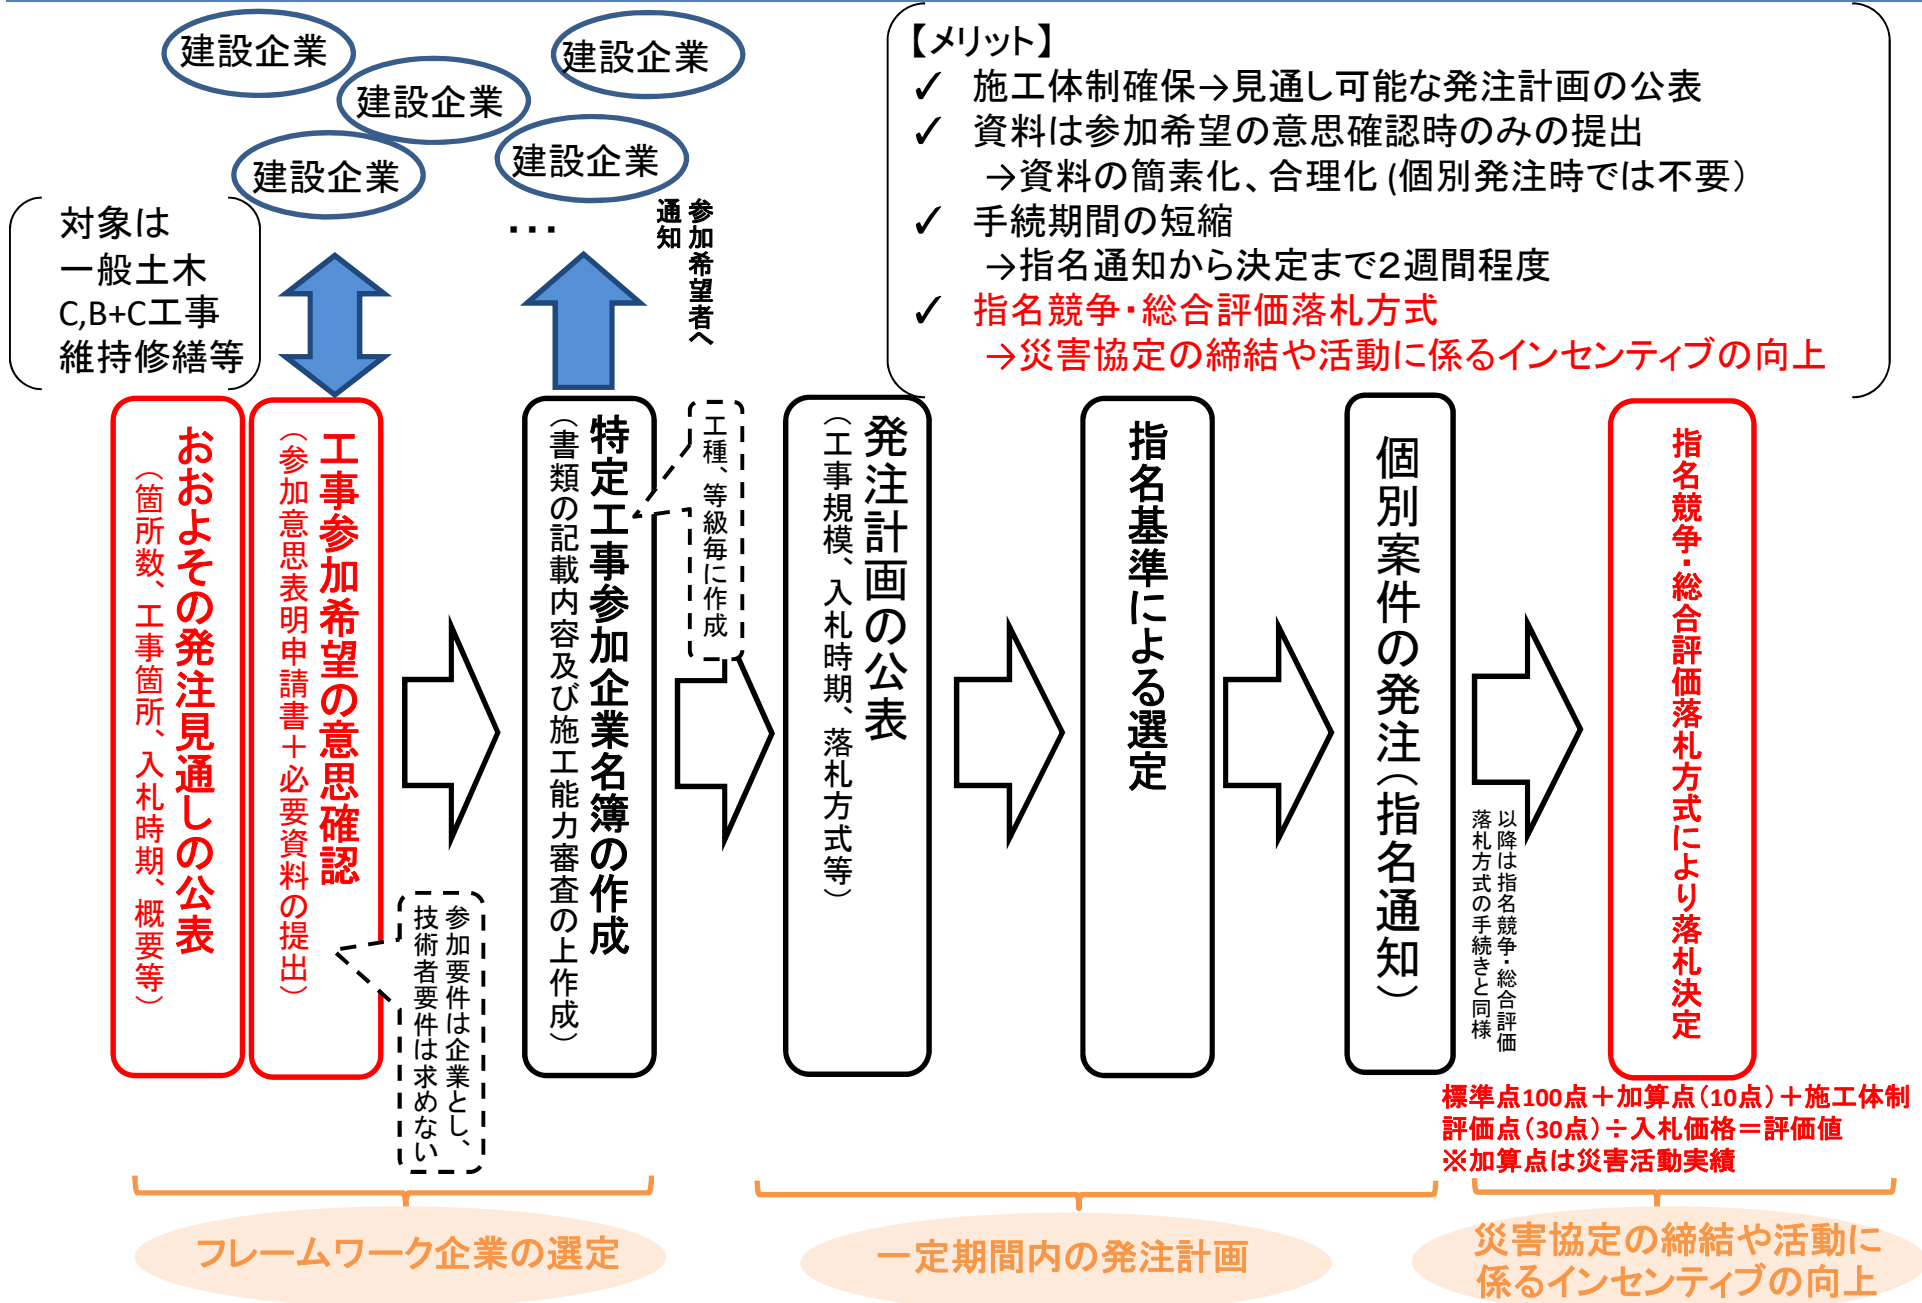 建設企業
建設企業
建設企業
建設企業
建設企業
・・・
対象は
一般土木
C,B+C工事
維持修繕等
参加希望者へ
通知
【メリット】
✓ 施工体制確保→見通し可能な発注計画の公表
✓ 資料は参加希望の意思確認時のみの提出
→資料の簡素化、合理化 (個別発注時では不要）
✓ 手続期間の短縮
→指名通知から決定まで２週間程度
✓ 指名競争・総合評価落札方式
→災害協定の締結や活動に係るインセンティブの向上
おおよその発注見通しの公表
（箇所数、工事箇所、入札時期、概要等）
工事参加希望の意思確認
（参加意思表明申請書＋必要資料の提出）
参加要件は企業とし、
技術者要件は求めない
特定工事参加企業名簿の作成
（書類の記載内容及び施工能力審査の上作成）
工種、等級毎に作成
発注計画の公表
（工事規模、入札時期、落札方式等）
指名基準による選定
個別案件の発注（指名通知）
以降は指名競争・総合評価
落札方式の手続きと同様
指名競争・総合評価落札方式により落札決定
標準点100点＋加算点（10点）＋施工体制
評価点（30点）÷入札価格＝評価値
※加算点は災害活動実績
フレームワーク企業の選定
一定期間内の発注計画
災害協定の締結や活動に
係るインセンティブの向上